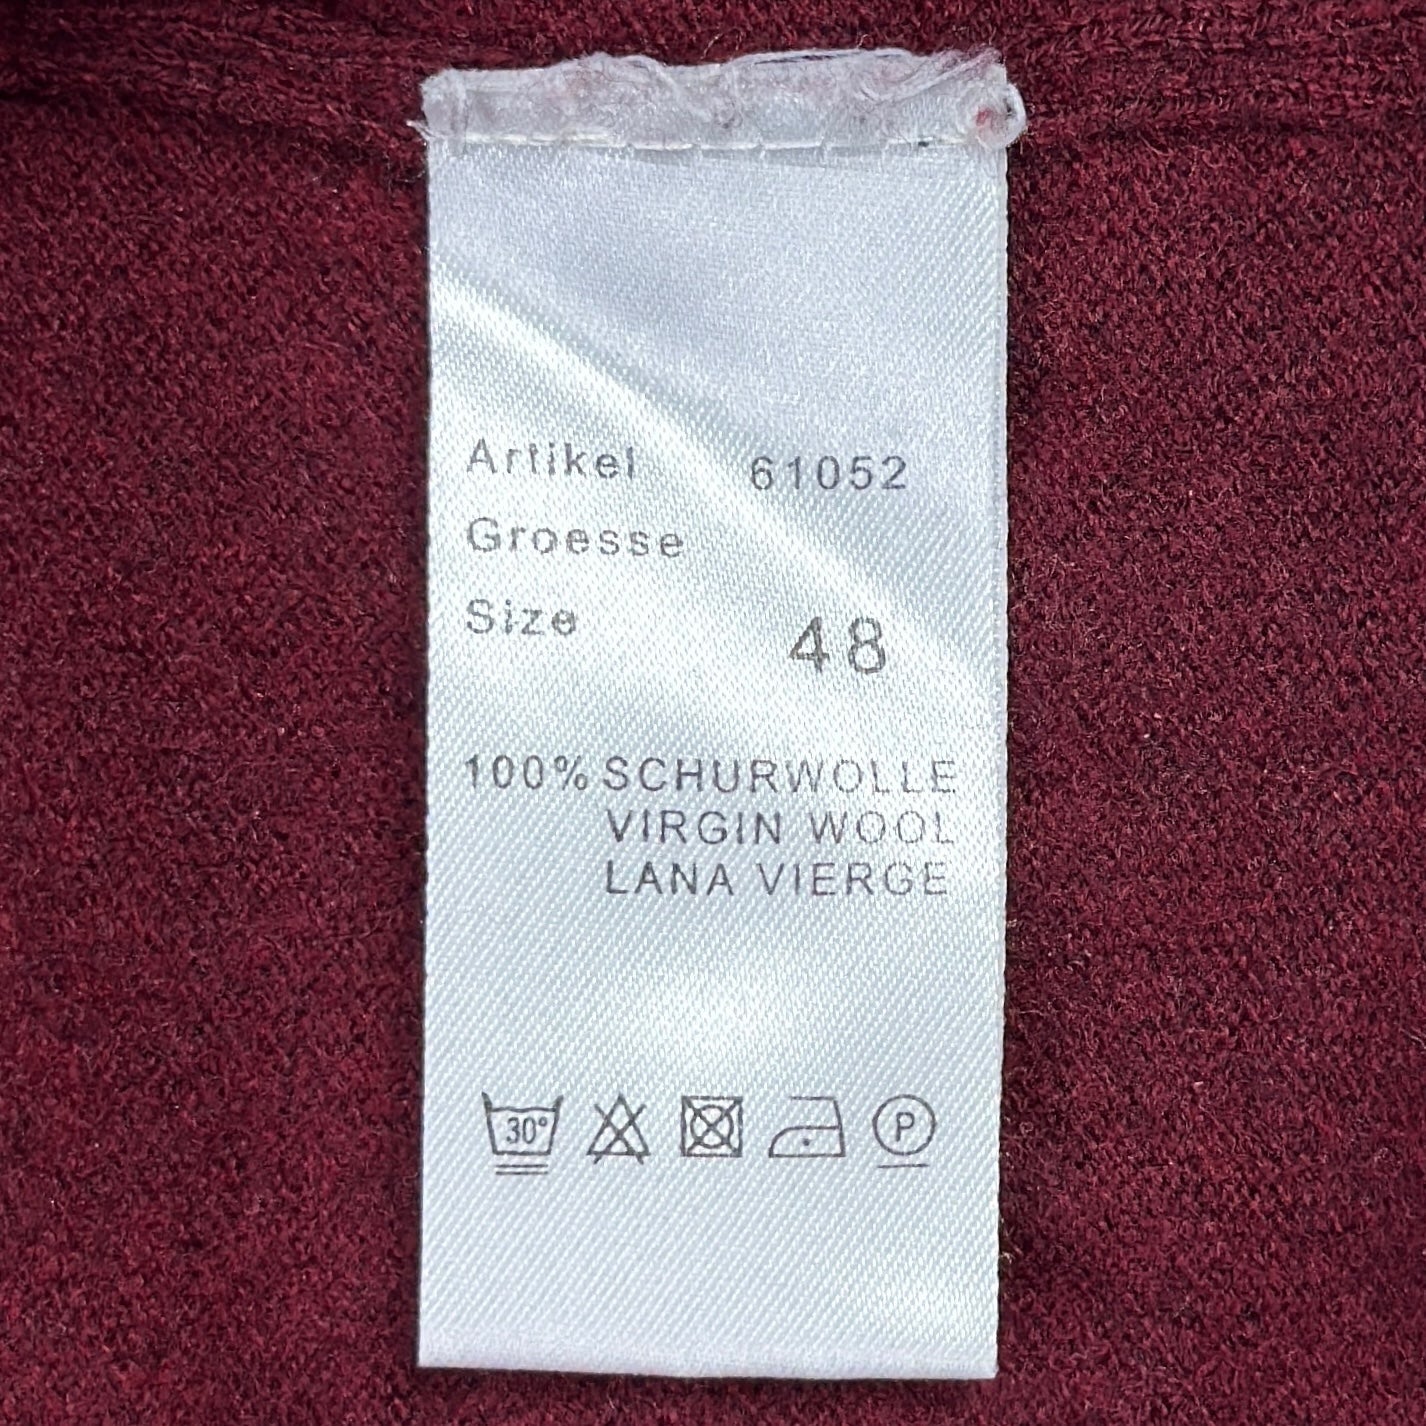 Artikel 61052
Groesse
Size 48
100% SCHURWOLLE
VIRGIN WOOL
LANA VIERGE
30° P